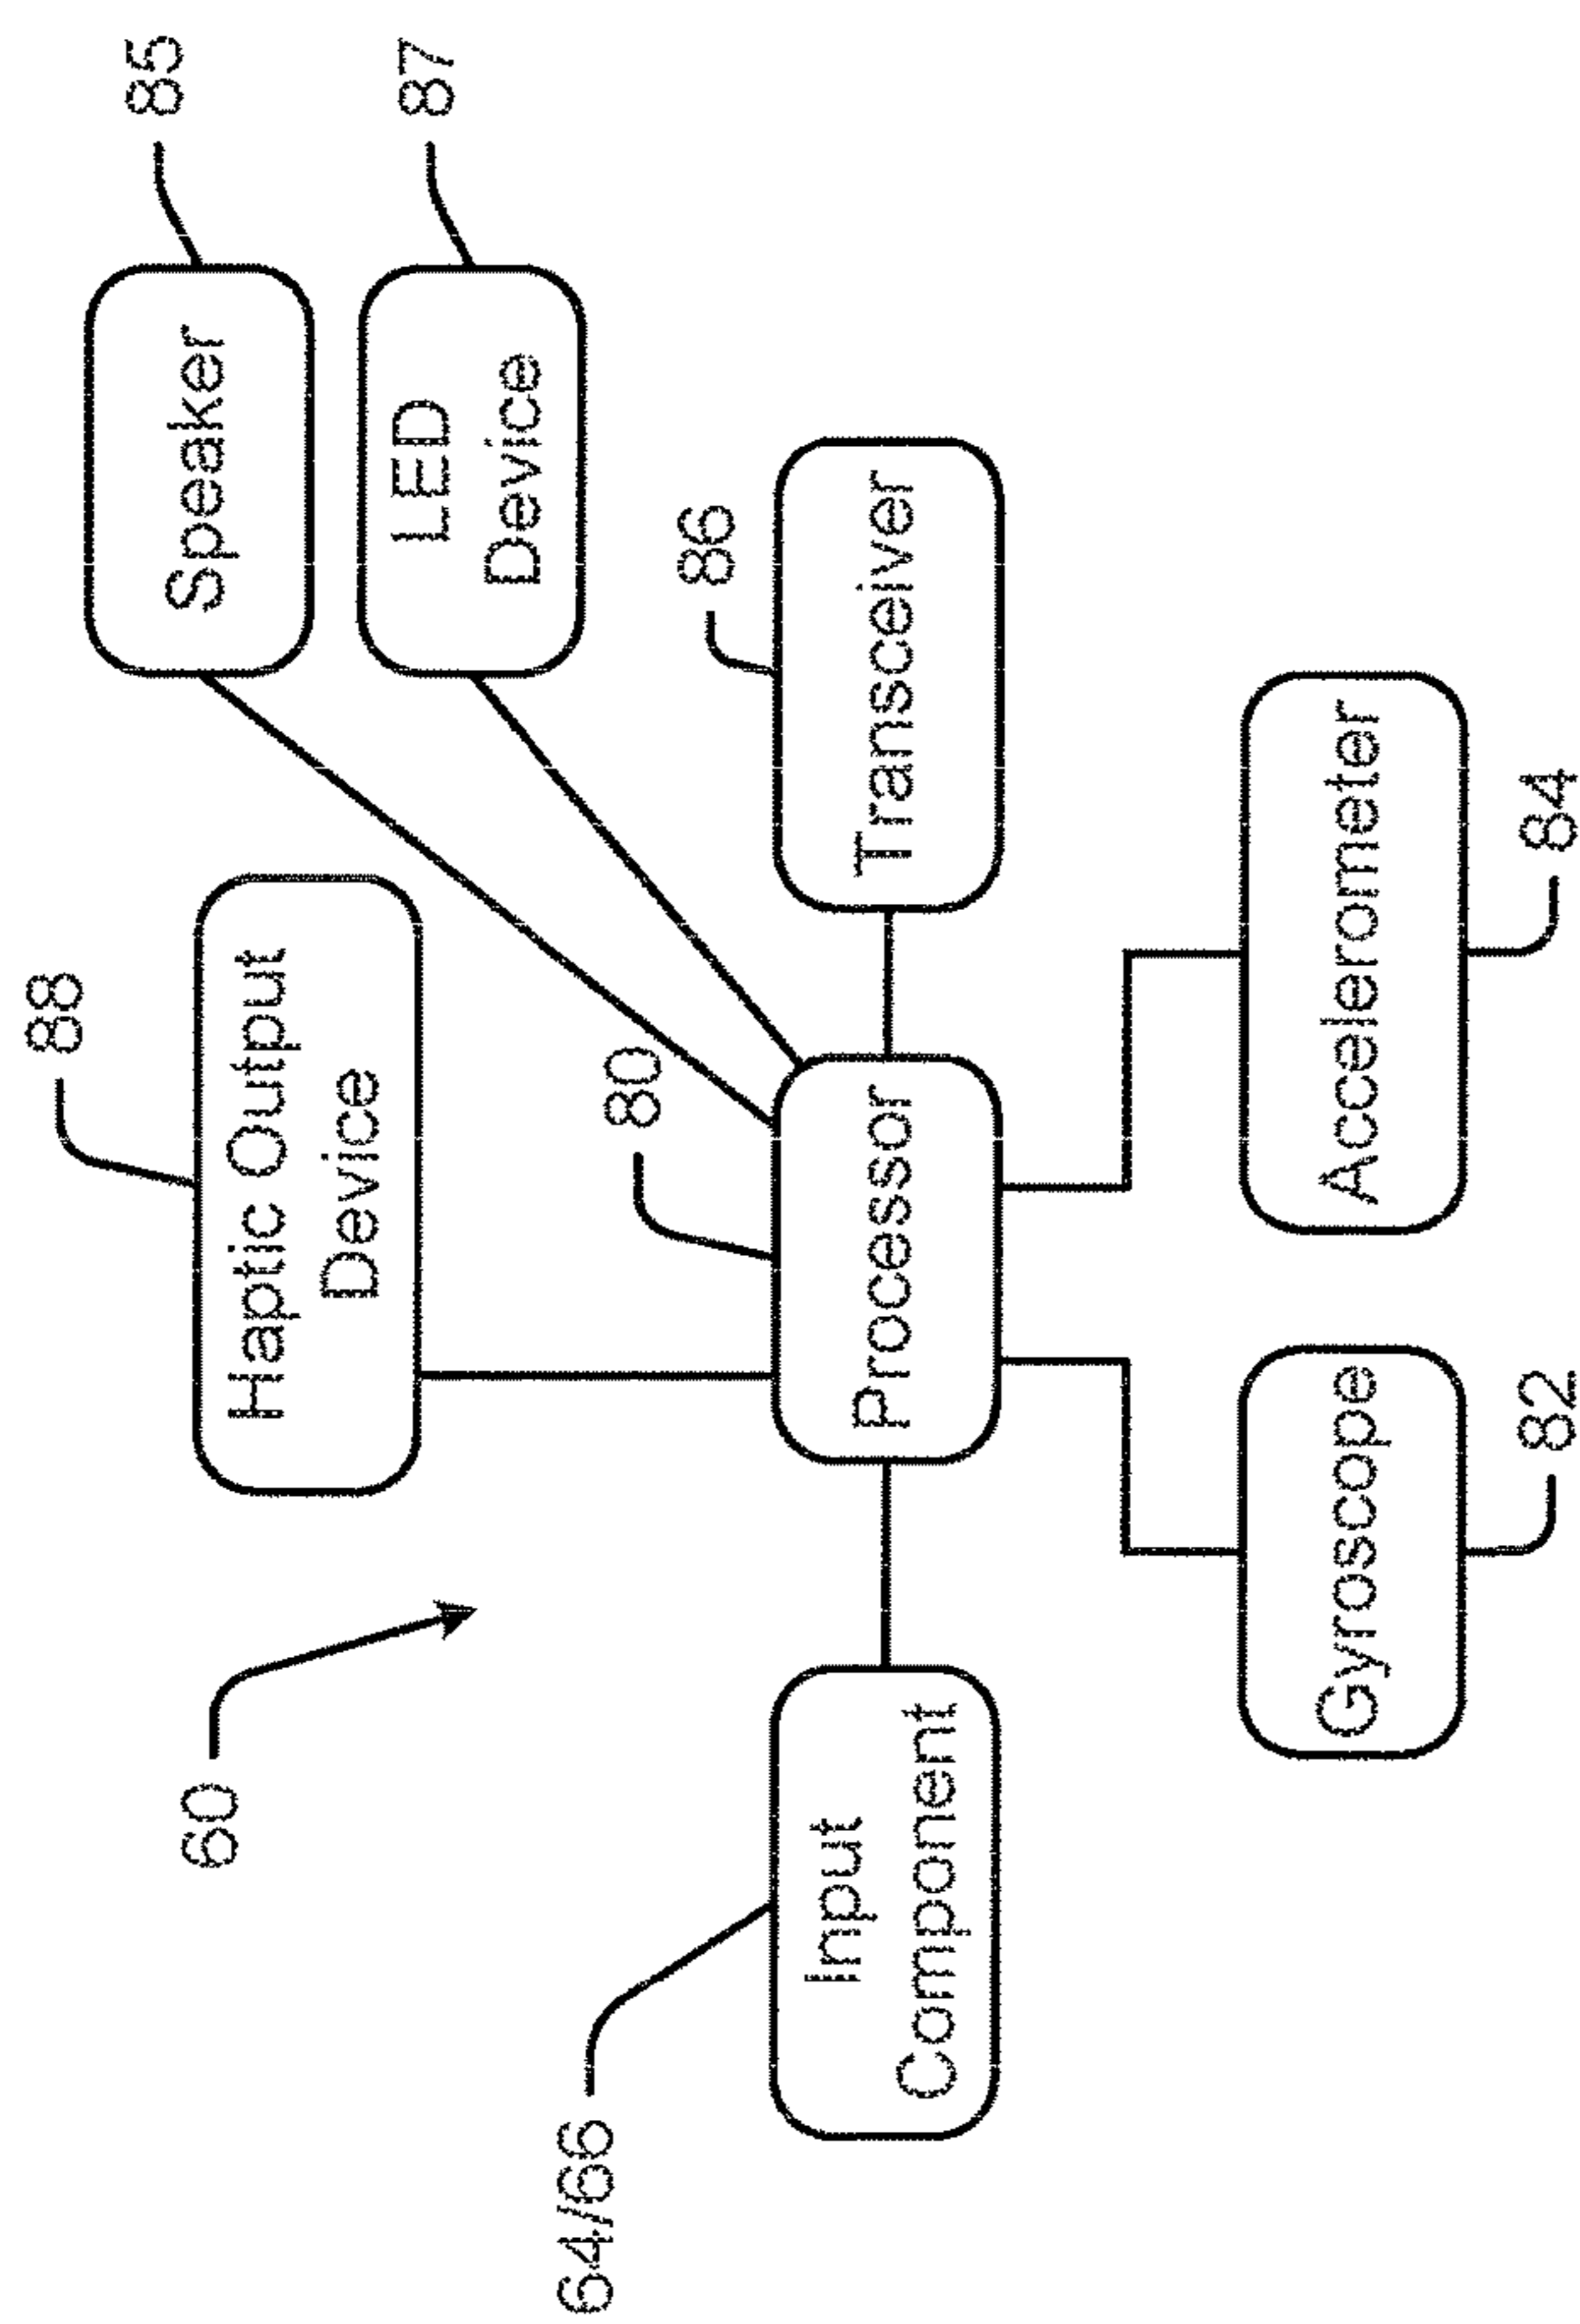 88
Haptic Output
Device
85
Speaker
87
LED
Device
60
80
86
64/66
Input
Component
Processor
Transceiver
Gyroscope
82
Accelerometer
84